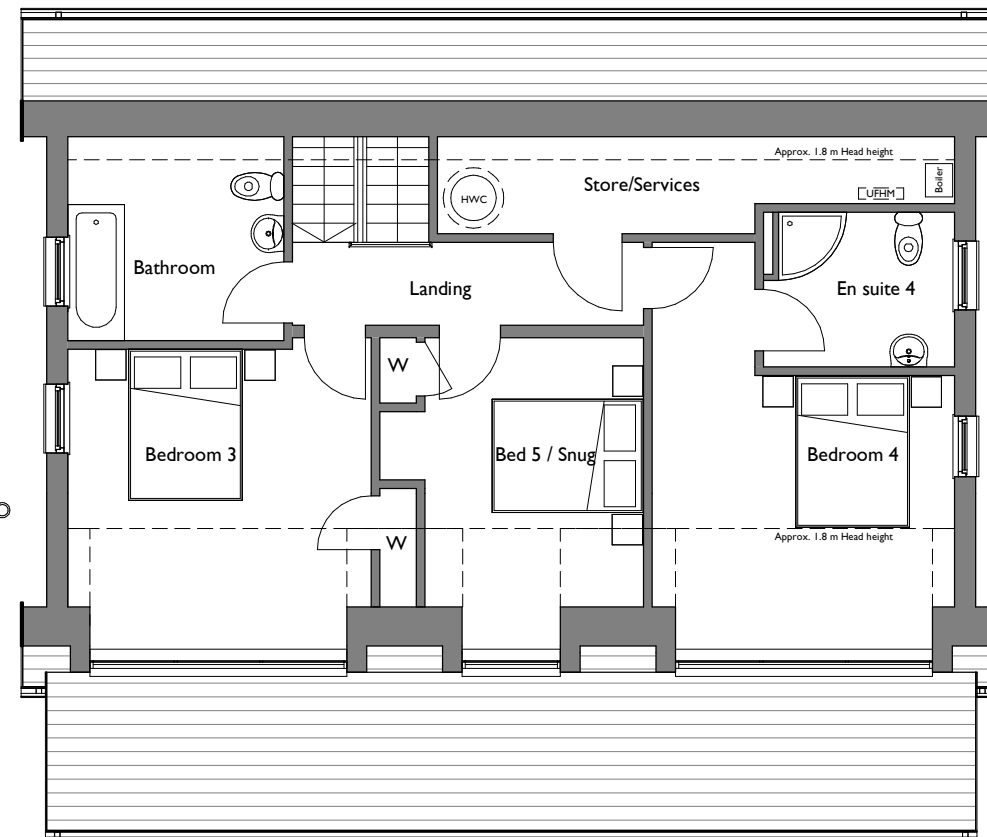 Approx. 1.8 m Head height
Store/Services
HWC
UFHM
Boiler
Bathroom
Landing
En suite 4
W
Bedroom 3
Bed 5 / Snug
Bedroom 4
Approx. 1.8 m Head height
W